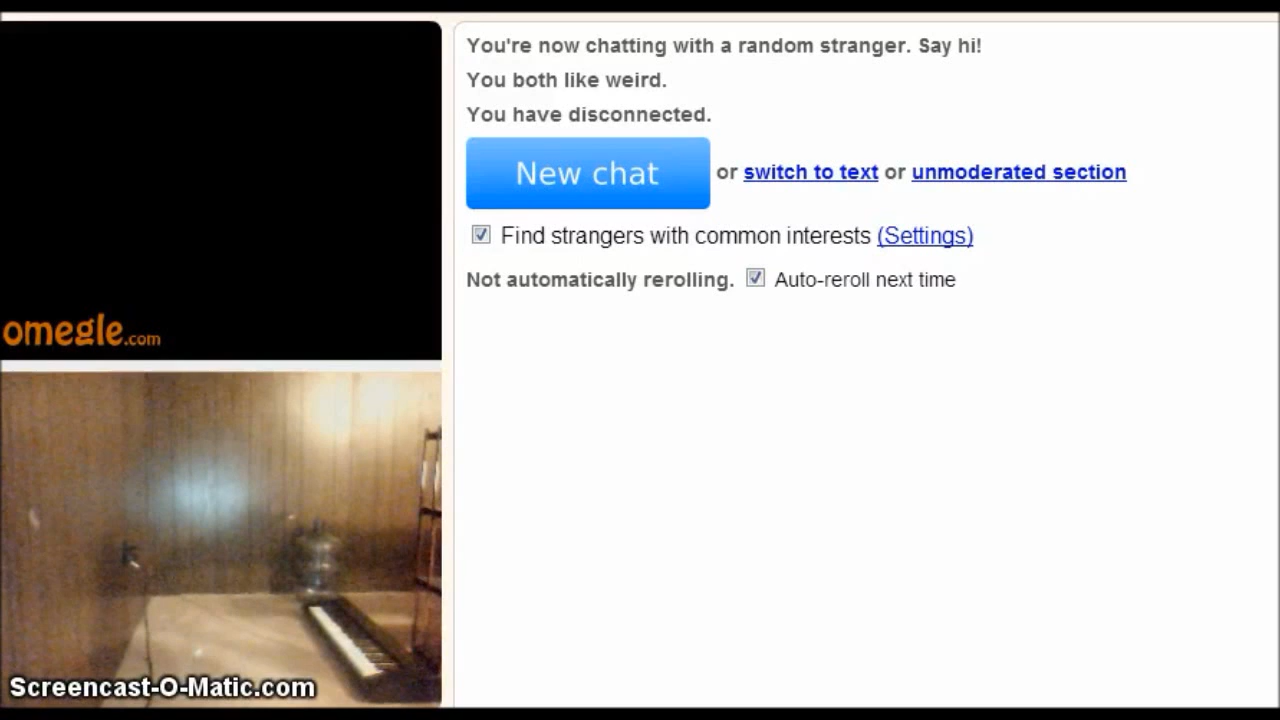 You're now chatting with a random stranger. Say hi!
You both like weird.
You have disconnected.
New chat or switch to text or unmoderated section
Find strangers with common interests (Settings)
Not automatically rerolling. Auto-reroll next time
omegle.com
Screencast-O-Matic.com